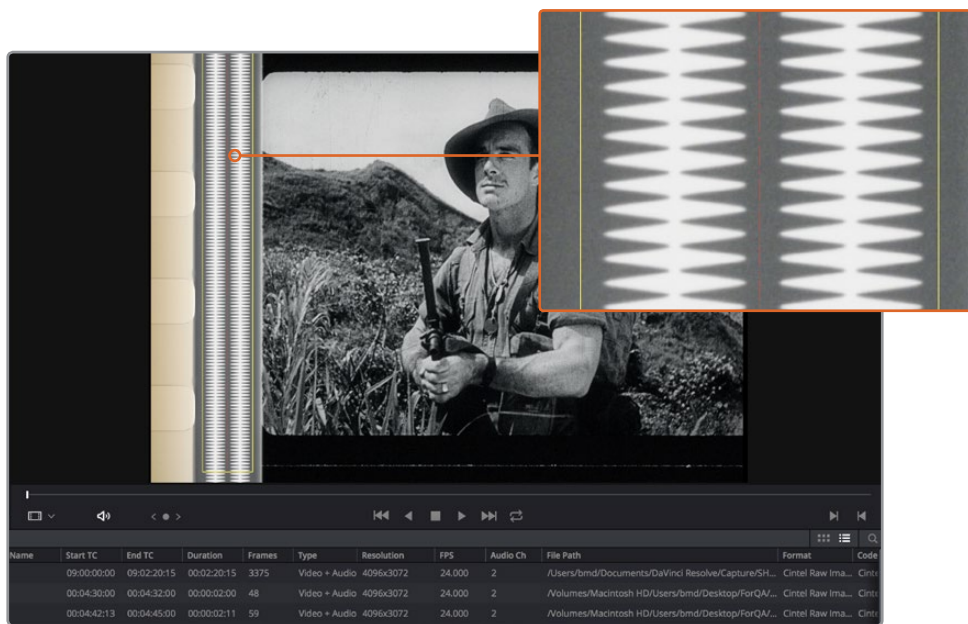 Name Start TC End TC Duration Frames Type Resolution FPS Audio Ch File Path Format Code
09:00:00:00 09:02:20:15 00:02:20:15 3375 Video + Audio 4096x3072 24.000 2 /Users/bmd/Documents/DaVinci Resolve/Capture/SH... Cintel Raw Ima... Cinte
00:04:30:00 00:04:32:00 00:00:02:00 48 Video + Audio 4096x3072 24.000 2 /Volumes/Macintosh HD/Users/bmd/Desktop/ForQA/... Cintel Raw Ima... Cinte
00:04:42:13 00:04:45:00 00:00:02:11 59 Video + Audio 4096x3072 24.000 2 /Volumes/Macintosh HD/Users/bmd/Desktop/ForQA/... Cintel Raw Ima... Cinte